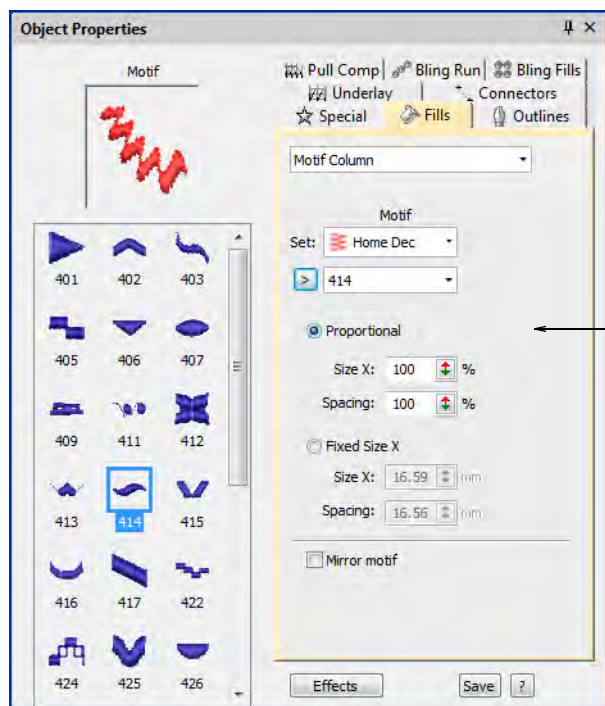 Object Properties
Motif
401 402 403
405 406 407
409 411 412
413 414 415
416 417 422
424 425 426
Pull Comp Bling Run Bling Fills
Underlay Connectors
Special Fills Outlines
Motif Column
Motif
Set: Home Dec
> 414
Proportional
Size X: 100 %
Spacing: 100 %
Fixed Size X
Size X: 16.59 mm
Spacing: 16.56 mm
Mirror motif
Effects Save ?